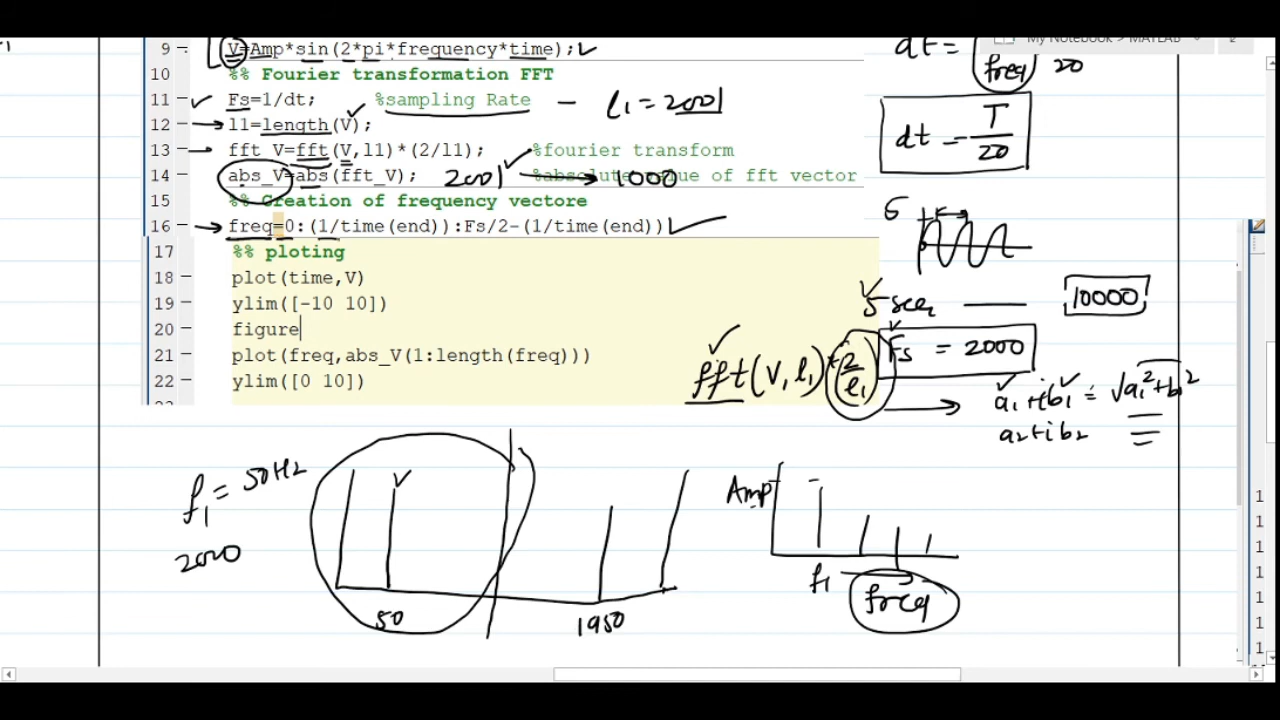 My Notebook > MATLAB
9 - V=Amp*sin(2*pi*frequency*time);
10 %% Fourier transformation FFT
11 - Fs=1/dt; %sampling Rate - l1 = 2001
12 - l1=length(V);
13 - fft_V=fft(V,l1)*(2/l1); %fourier transform
14 - abs_V=abs(fft_V); 2001 → 1000 %absolute value of fft vector
15 %% Creation of frequency vectore
16 - freq=0:(1/time(end)):Fs/2-(1/time(end))
17 %% ploting
18 - plot(time,V)
19 - ylim([-10 10])
20 - figure
21 - plot(freq,abs_V(1:length(freq)))
22 - ylim([0 10])
dt =
freq 20
dt = T/20
5 sec 10000
Fs = 2000
fft(V, l1) * (2/l1)
a1+ib1 = √a1²+b1²
a2+ib2
f1 = 50Hz
2000
50
1950
Amp
f1
freq